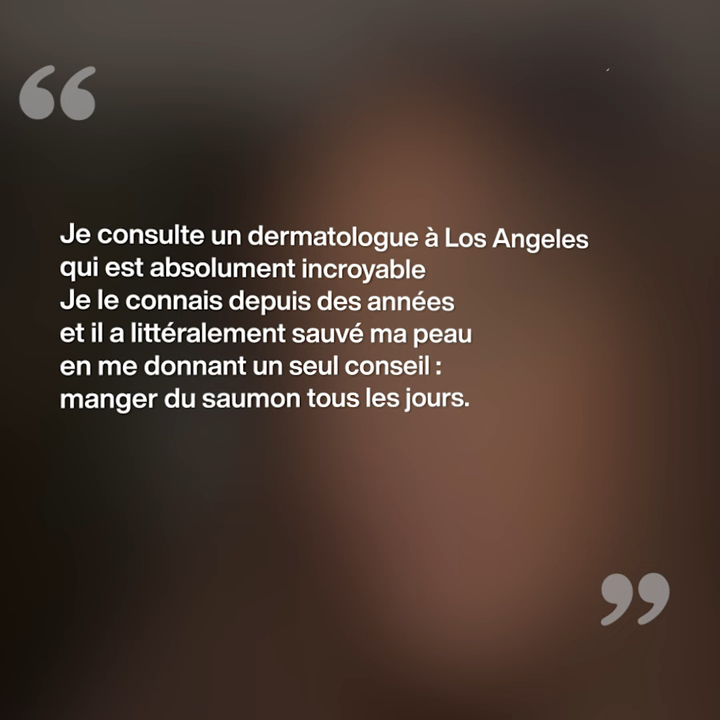 “
Je consulte un dermatologue à Los Angeles
qui est absolument incroyable
Je le connais depuis des années
et il a littéralement sauvé ma peau
en me donnant un seul conseil :
manger du saumon tous les jours.
”